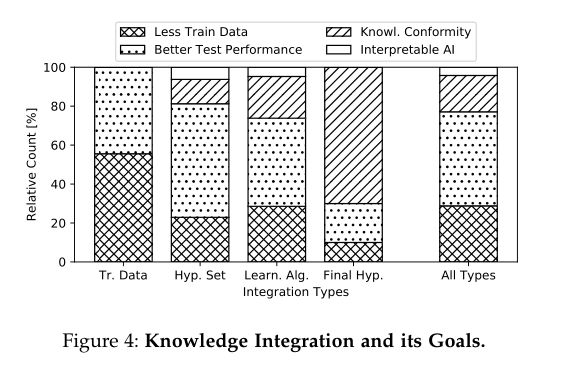 Less Train Data
Better Test Performance
Knowl. Conformity
Interpretable AI
Relative Count [%]
100
80
60
40
20
0
Tr. Data
Hyp. Set
Learn. Alg.
Final Hyp.
All Types
Integration Types
Figure 4: Knowledge Integration and its Goals.